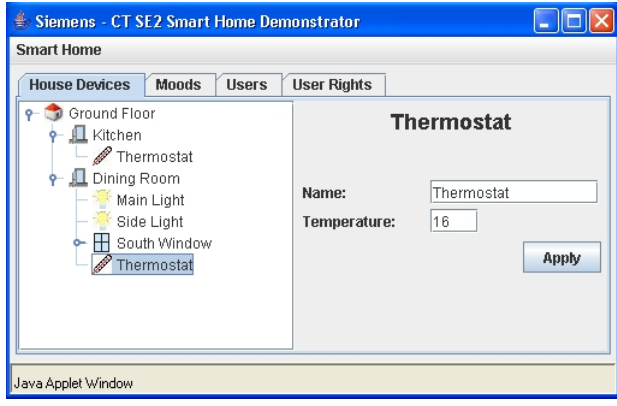 Siemens - CT SE2 Smart Home Demonstrator
Smart Home
House Devices Moods Users User Rights
Ground Floor
Kitchen
Thermostat
Dining Room
Main Light
Side Light
South Window
Thermostat
Thermostat
Name: Thermostat
Temperature: 16
Apply
Java Applet Window